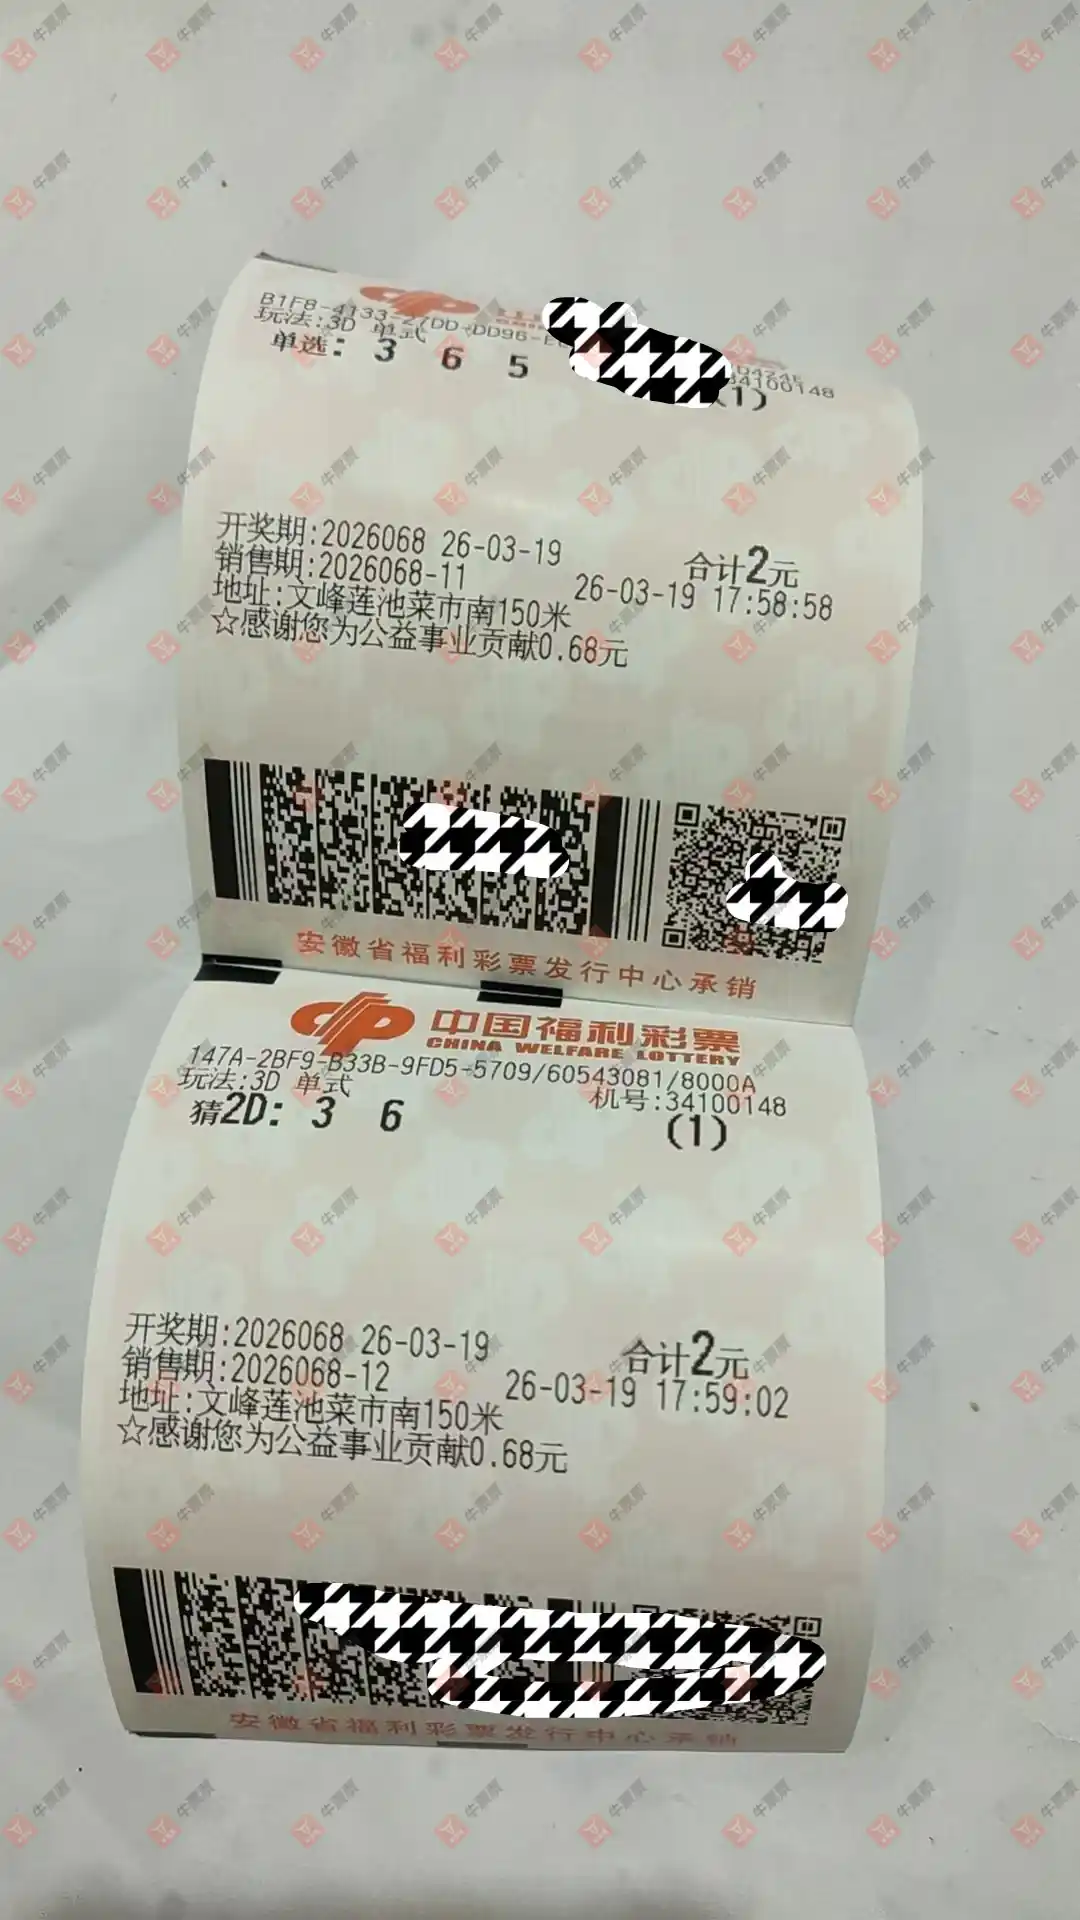 B1F8-4133-27DD-DD96-
玩法:3D 单式
34100148
单选: 3 6 5
(1)
开奖期:2026068 26-03-19
合计2元
销售期:2026068-11
26-03-19 17:58:58
地址:文峰莲池菜市南150米
☆感谢您为公益事业贡献0.68元
安徽省福利彩票发行中心承销
中国福利彩票
CHINA WELFARE LOTTERY
147A-2BF9-B33B-9FD5-5709/60543081/8000A
玩法:3D 单式
机号:34100148
猜2D: 3 6
(1)
开奖期:2026068 26-03-19
合计2元
销售期:2026068-12
26-03-19 17:59:02
地址:文峰莲池菜市南150米
☆感谢您为公益事业贡献0.68元
安徽省福利彩票发行中心承销
牛票票